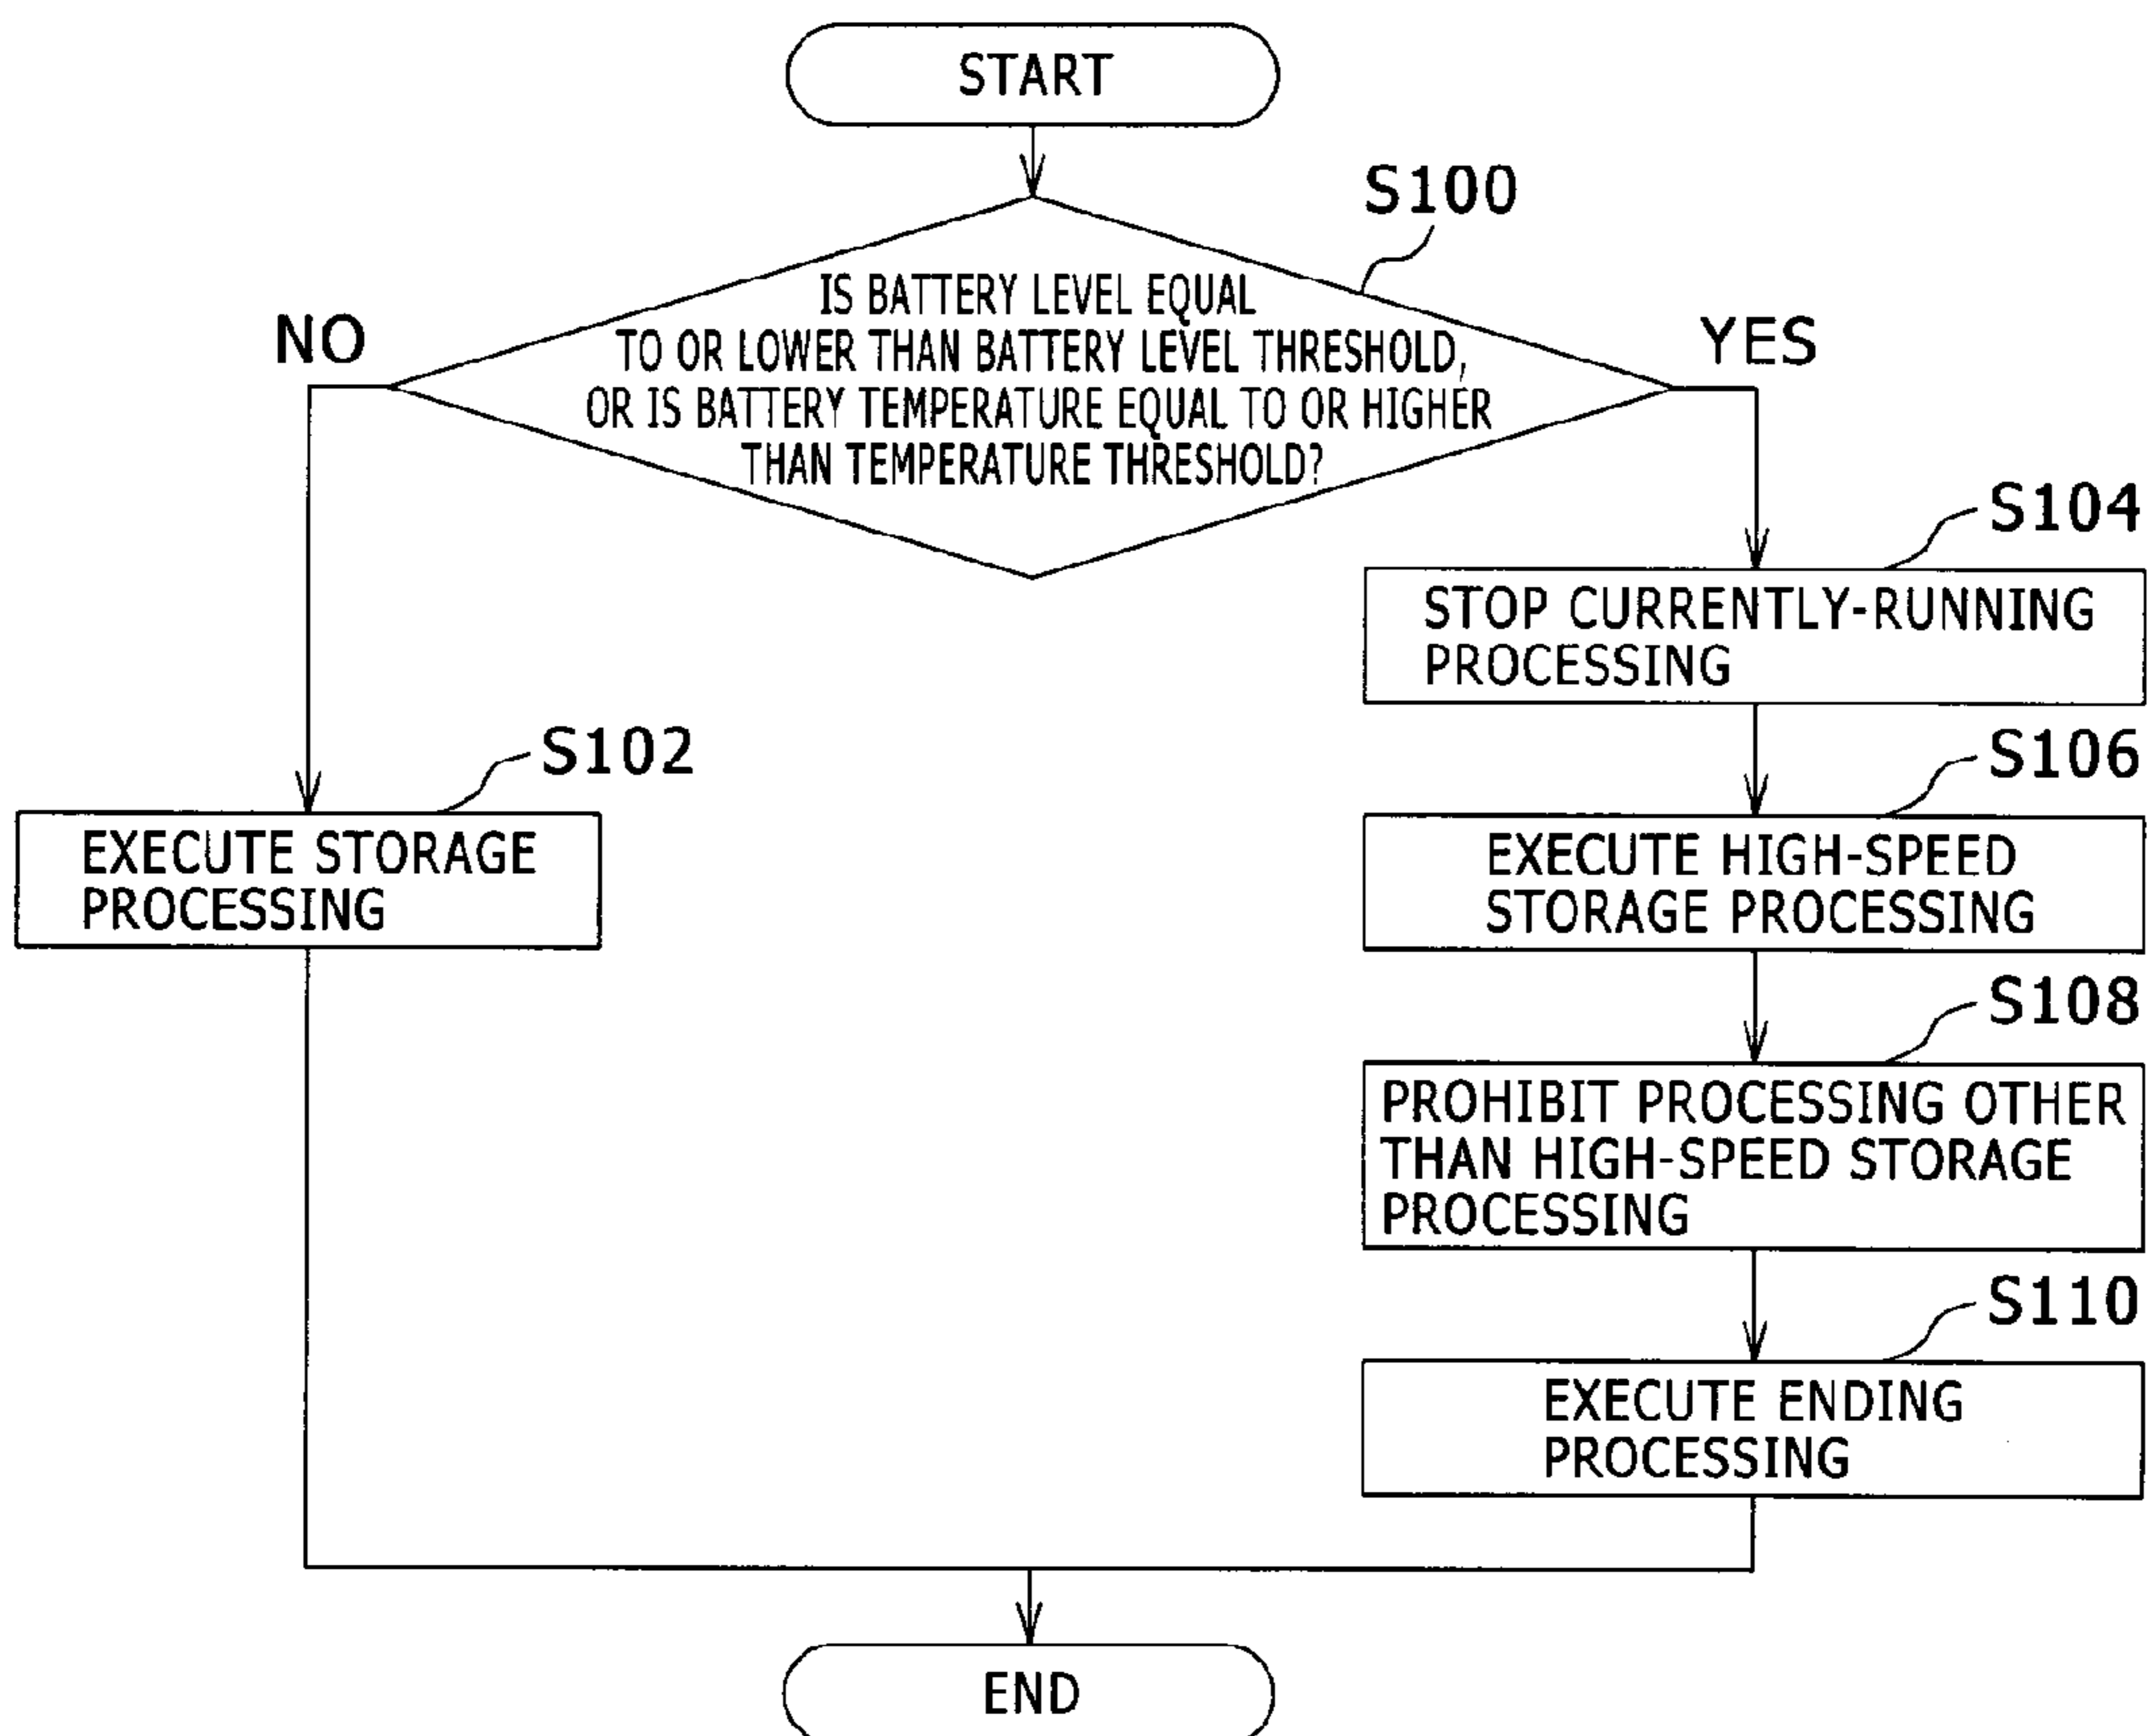 START
S100
IS BATTERY LEVEL EQUAL
TO OR LOWER THAN BATTERY LEVEL THRESHOLD,
OR IS BATTERY TEMPERATURE EQUAL TO OR HIGHER
THAN TEMPERATURE THRESHOLD?
NO
YES
S104
STOP CURRENTLY-RUNNING
PROCESSING
S102
EXECUTE STORAGE
PROCESSING
S106
EXECUTE HIGH-SPEED
STORAGE PROCESSING
S108
PROHIBIT PROCESSING OTHER
THAN HIGH-SPEED STORAGE
PROCESSING
S110
EXECUTE ENDING
PROCESSING
END